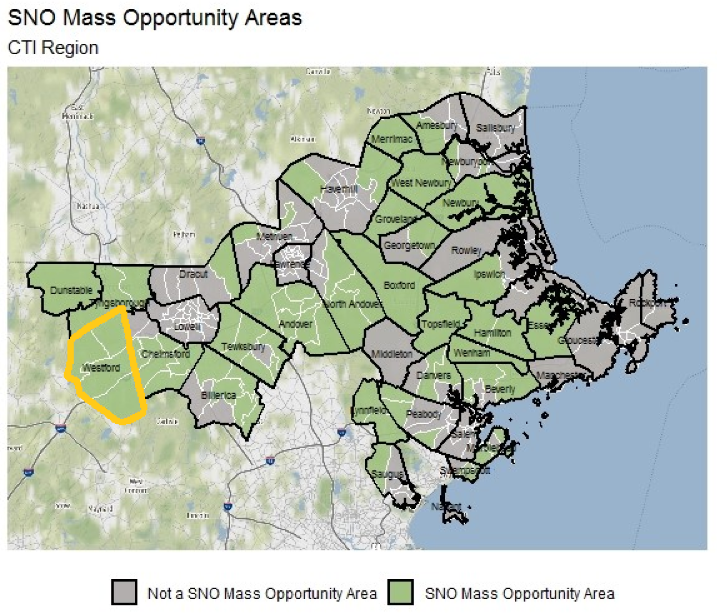 SNO Mass Opportunity Areas
CTI Region
Amesbury
Salisbury
Merrimac
Newburyport
Haverhill
West Newbury
Newbury
Groveland
Nashua
Pelham
Methuen
Georgetown
Rowley
Lawrence
Dracut
Ipswich
Dunstable
Boxford
Tyngsborough
North Andover
Rockport
Lowell
Andover
Topsfield
Hamilton
Essex
Gloucester
Chelmsford
Tewksbury
Middleton
Wenham
Westford
Danvers
Manchester
Billerica
Beverly
Lynnfield
Peabody
Salem
Marblehead
Saugus
Swampscott
Nahant
Not a SNO Mass Opportunity Area
SNO Mass Opportunity Area